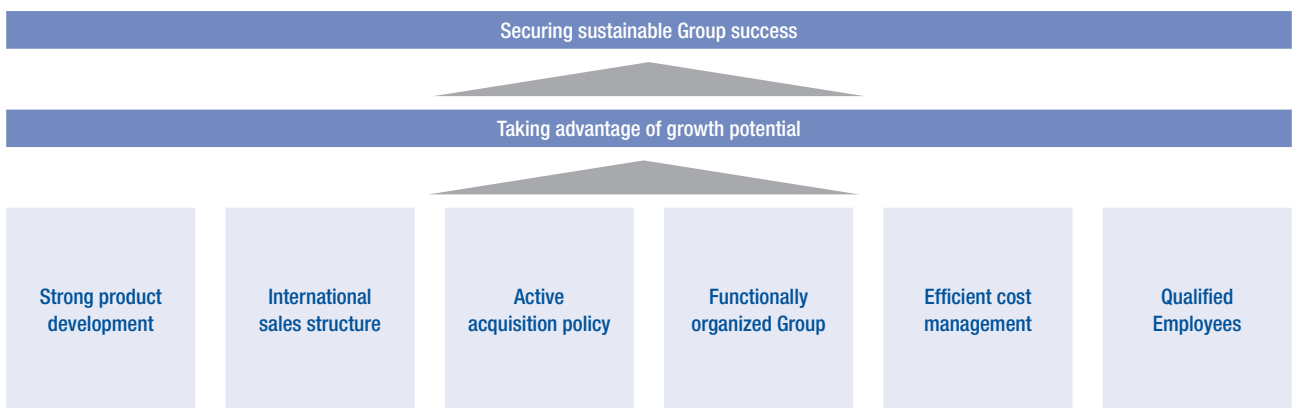 Securing sustainable Group success
Taking advantage of growth potential
Strong product
development
International
sales structure
Active
acquisition policy
Functionally
organized Group
Efficient cost
management
Qualified
Employees